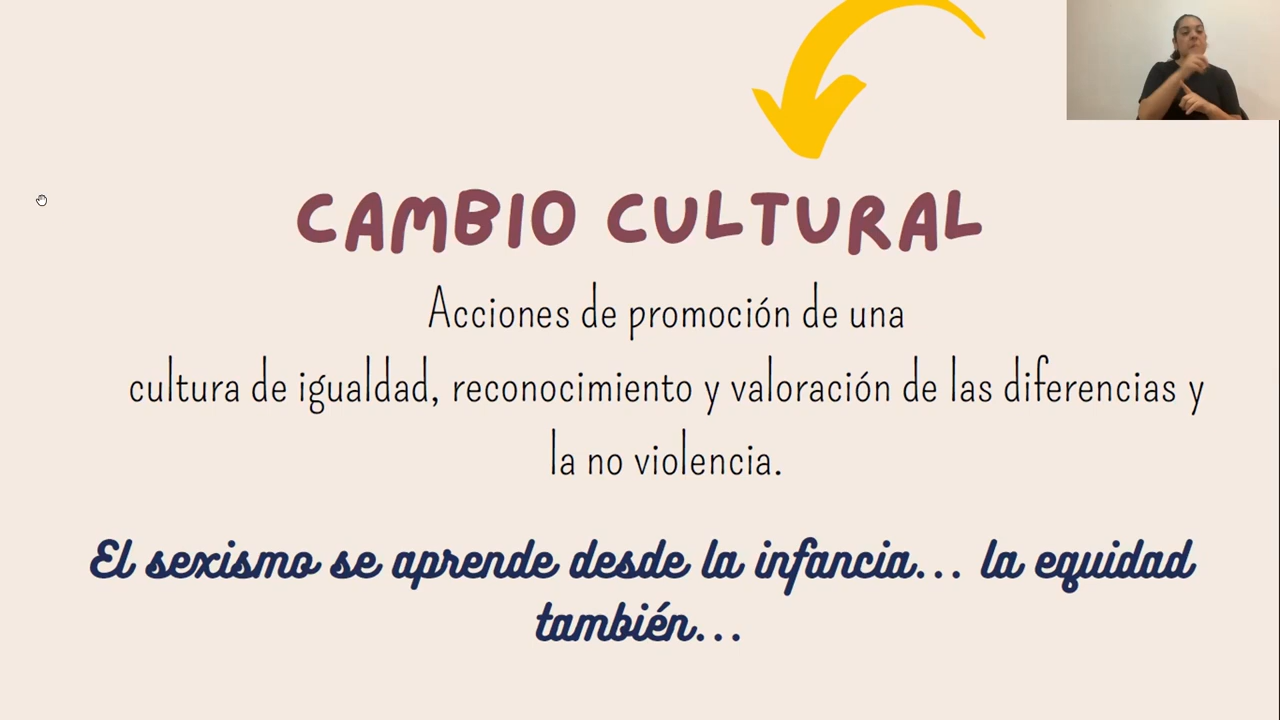 CAMBIO CULTURAL
Acciones de promoción de una
cultura de igualdad, reconocimiento y valoración de las diferencias y
la no violencia.
El sexismo se aprende desde la infancia... la equidad
también...